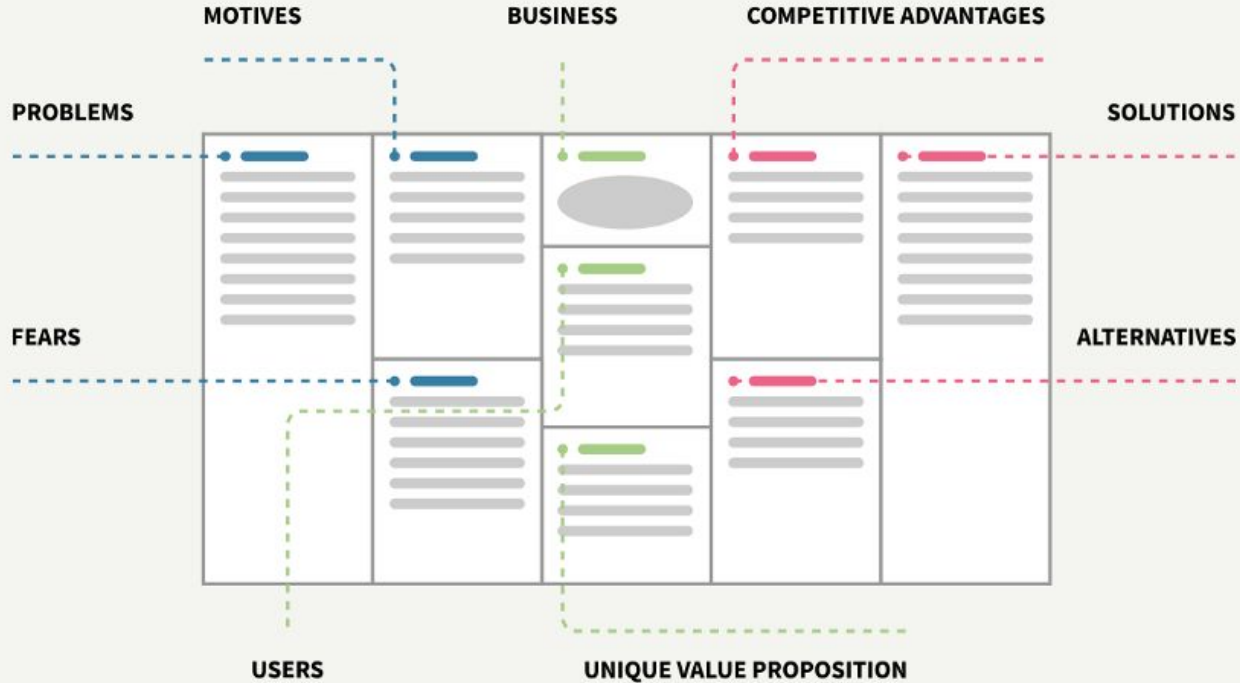 MOTIVES
BUSINESS
COMPETITIVE ADVANTAGES
PROBLEMS
SOLUTIONS
FEARS
ALTERNATIVES
USERS
UNIQUE VALUE PROPOSITION